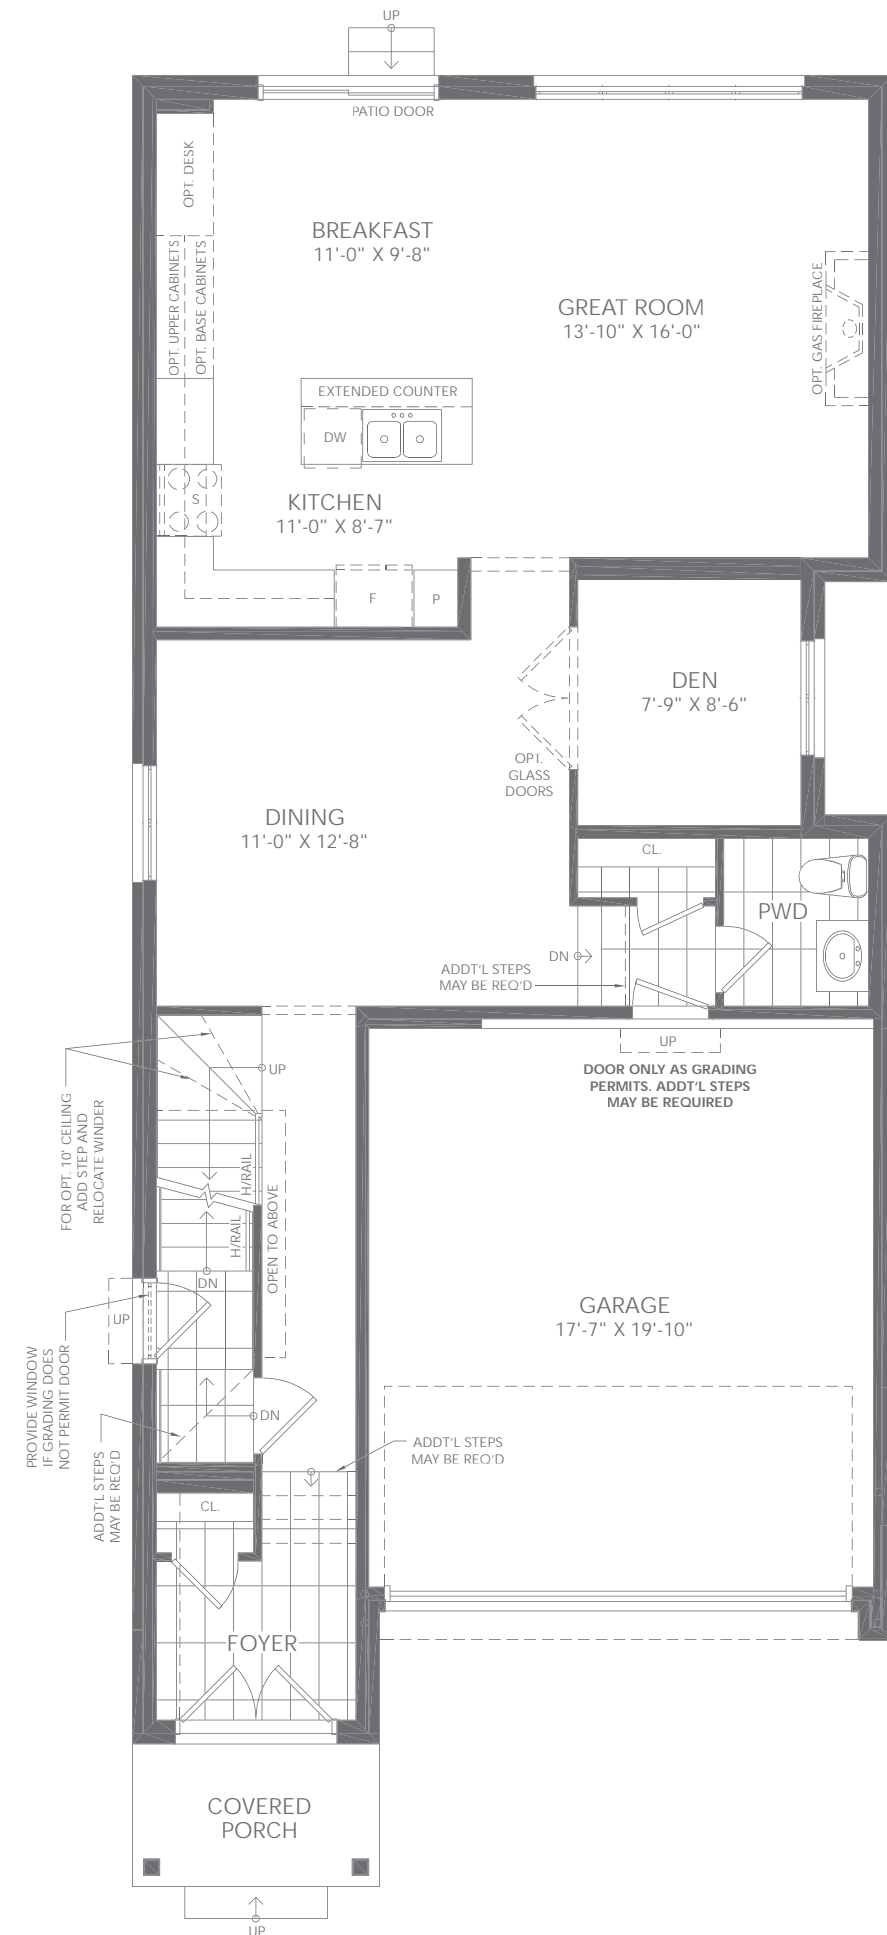 UP
PATIO DOOR
OPT. DESK
BREAKFAST
11'-0" X 9'-8"
OPT. UPPER CABINETS
OPT. BASE CABINETS
GREAT ROOM
13'-10" X 16'-0"
OPT. GAS FIREPLACE
EXTENDED COUNTER
DW
S
KITCHEN
11'-0" X 8'-7"
F
P
DEN
7'-9" X 8'-6"
OPT.
GLASS
DOORS
DINING
11'-0" X 12'-8"
CL.
PWD
DN
ADDT'L STEPS
MAY BE REQ'D
UP
DOOR ONLY AS GRADING
PERMITS. ADDT'L STEPS
MAY BE REQUIRED
UP
FOR OPT. 10' CEILING
ADD STEP AND
RELOCATE WINDER
H/RAIL
H/RAIL
OPEN TO ABOVE
DN
UP
GARAGE
17'-7" X 19'-10"
PROVIDE WINDOW
IF GRADING DOES
NOT PERMIT DOOR
DN
ADDT'L STEPS
MAY BE REQ'D
ADDT'L STEPS
MAY BE REQ'D
CL.
FOYER
COVERED
PORCH
UP